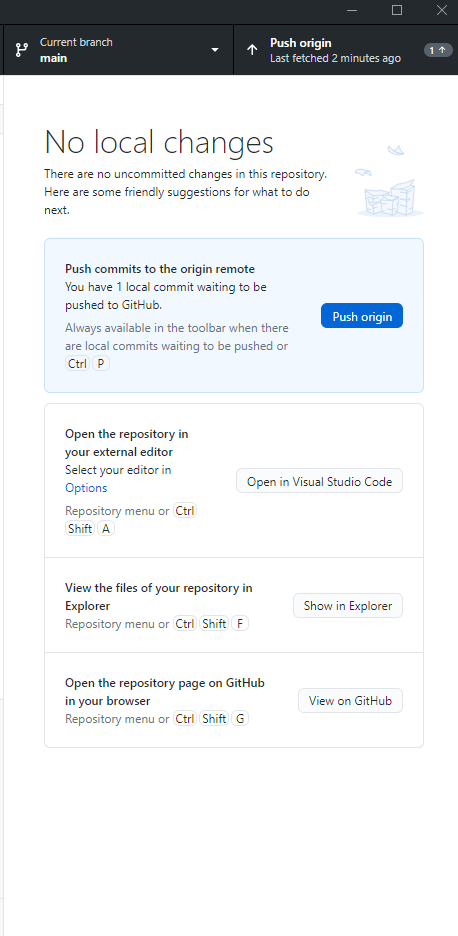 Current branch
main
Push origin
Last fetched 2 minutes ago
1
No local changes
There are no uncommitted changes in this repository.
Here are some friendly suggestions for what to do
next.
Push commits to the origin remote
You have 1 local commit waiting to be
pushed to GitHub.
Always available in the toolbar when there
are local commits waiting to be pushed or
Ctrl P
Push origin
Open the repository in
your external editor
Select your editor in
Options
Repository menu or Ctrl
Shift A
Open in Visual Studio Code
View the files of your repository in
Explorer
Repository menu or Ctrl Shift F
Show in Explorer
Open the repository page on GitHub
in your browser
Repository menu or Ctrl Shift G
View on GitHub